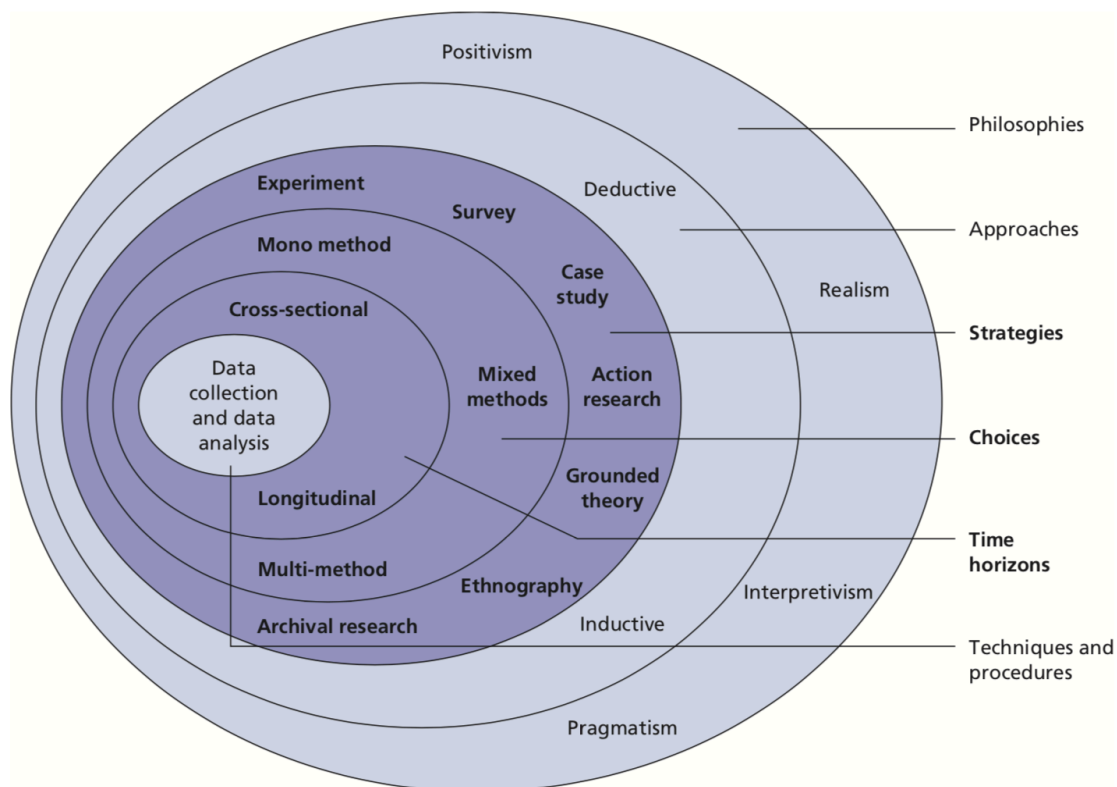 Positivism
Philosophies
Experiment
Deductive
Survey
Approaches
Mono method
Case
study
Realism
Cross-sectional
Strategies
Data
collection
and data
analysis
Mixed
methods
Action
research
Choices
Grounded
theory
Longitudinal
Time
horizons
Multi-method
Ethnography
Interpretivism
Archival research
Inductive
Techniques and
procedures
Pragmatism